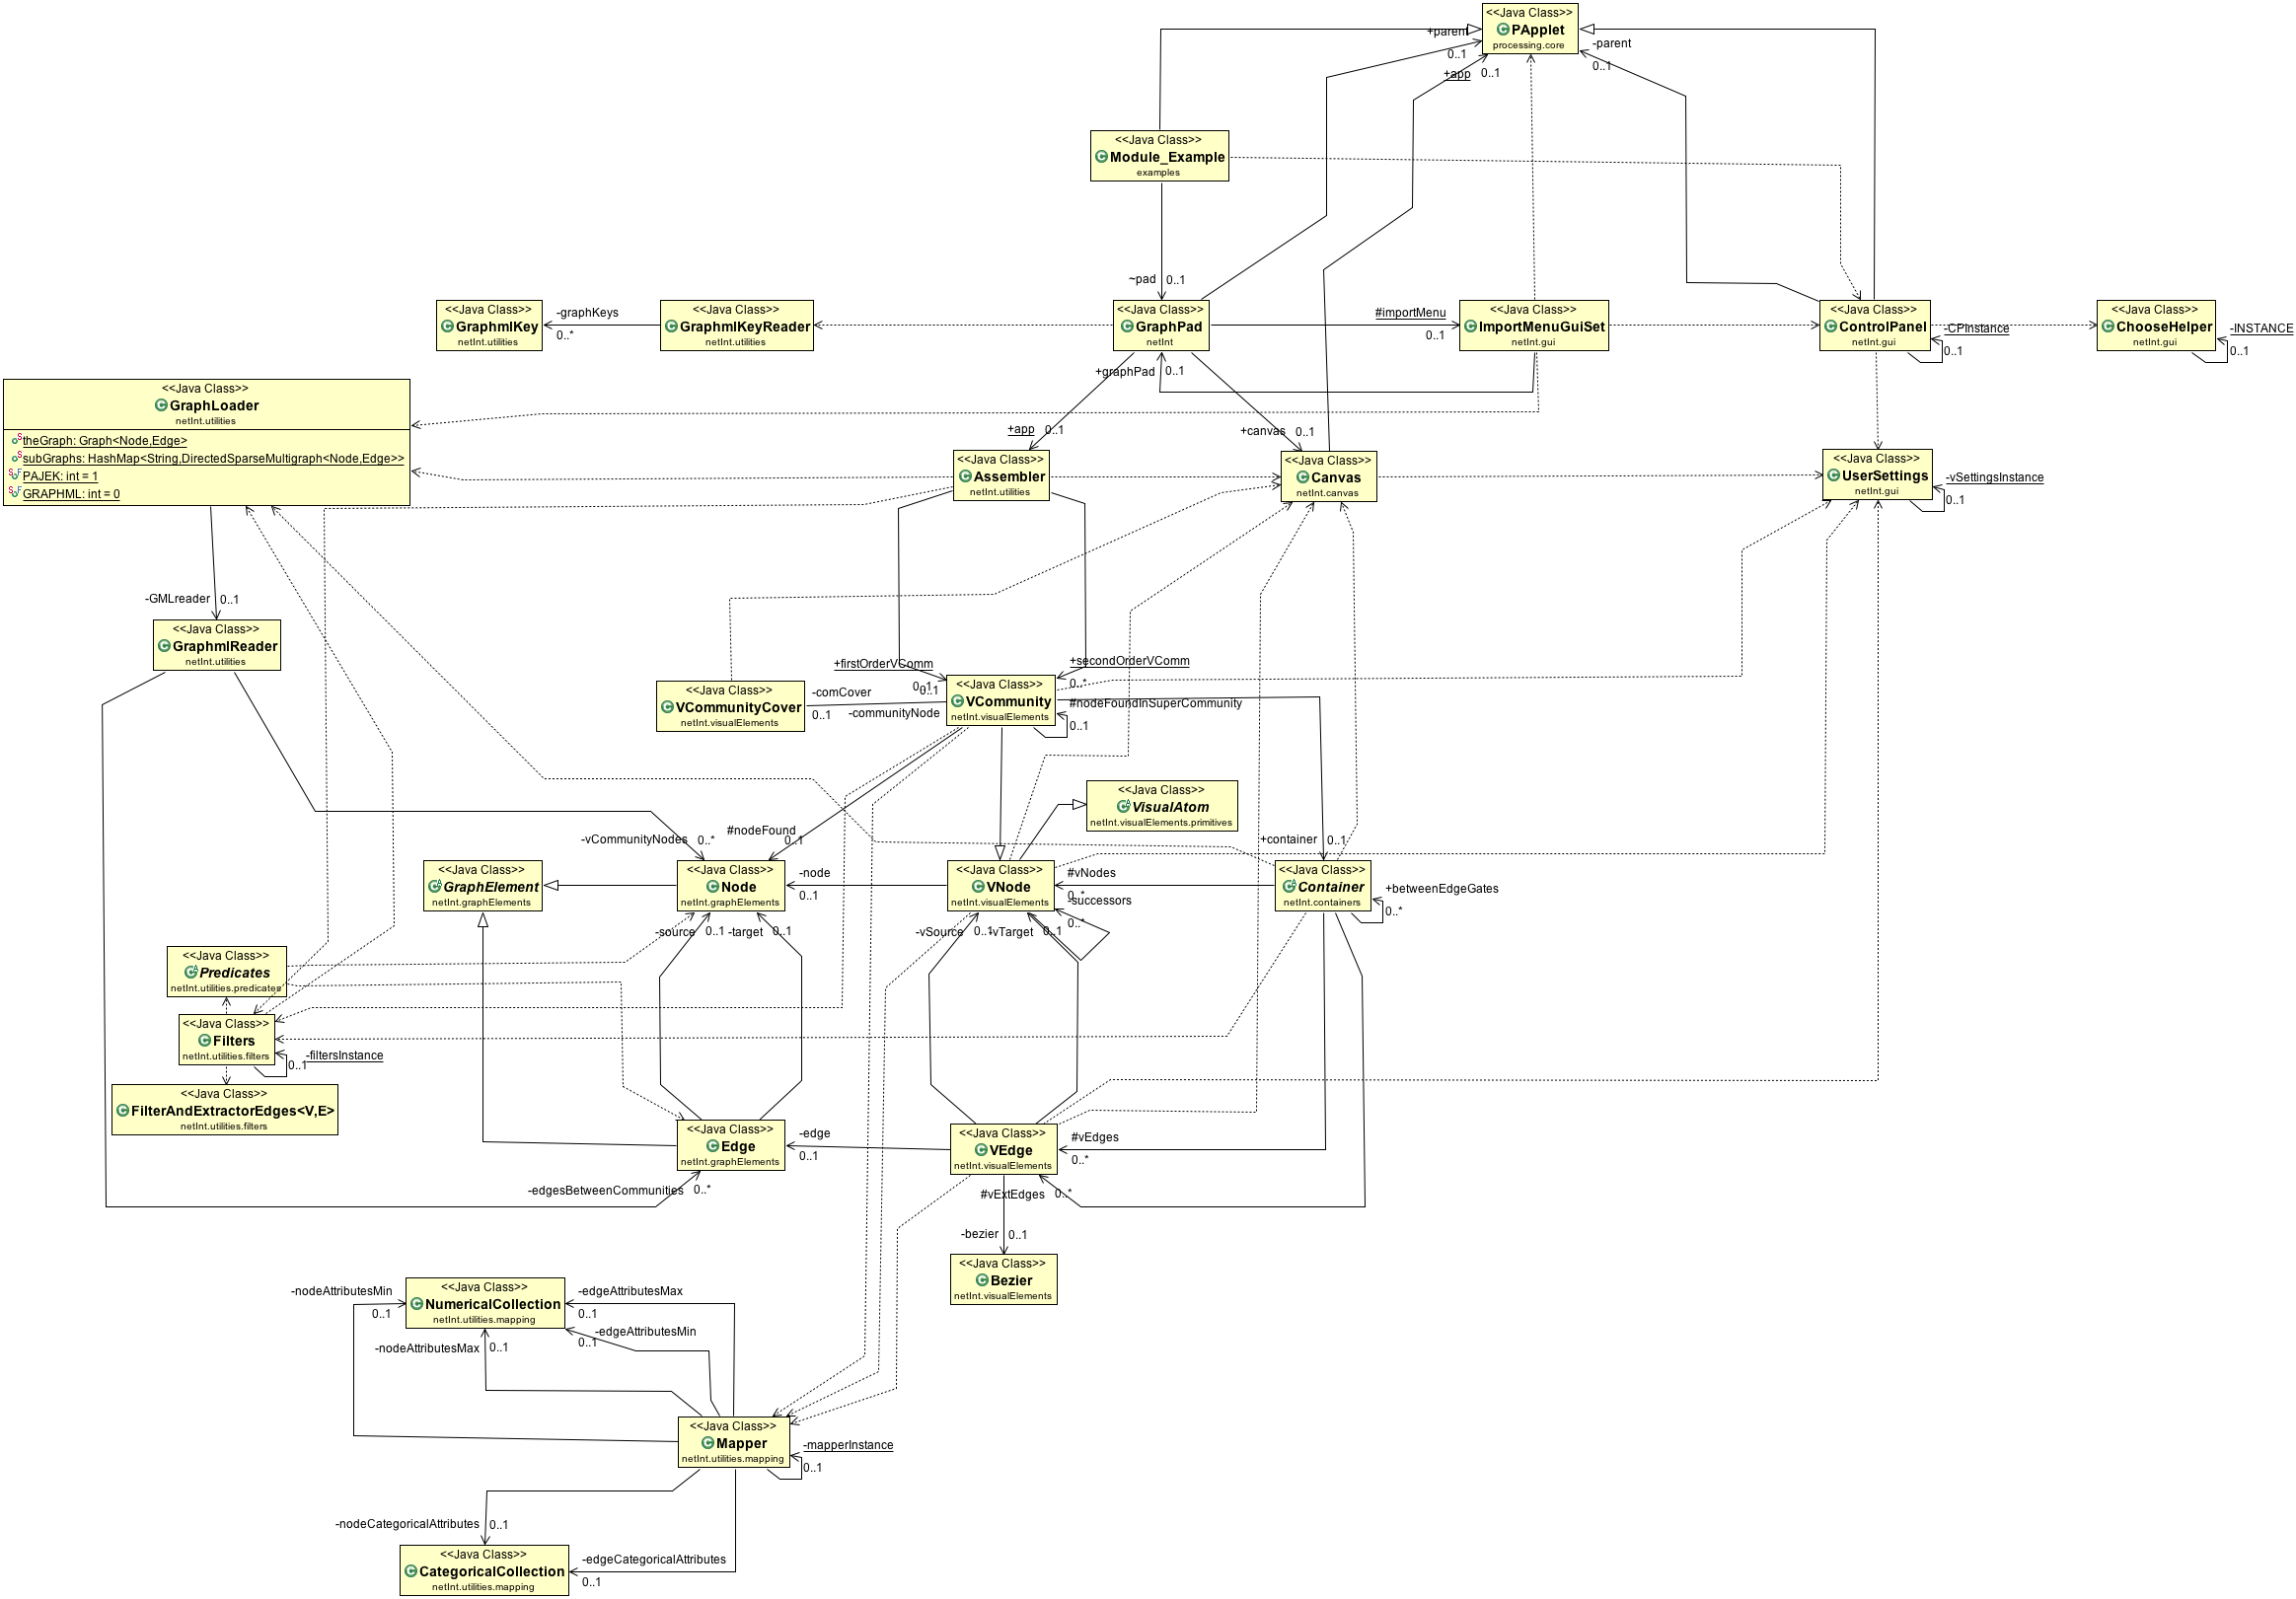 <<Java Class>>
PApplet
processing.core
+parent
0..1
+app
0..1
-parent
0..1
<<Java Class>>
Module_Example
examples
~pad
0..1
<<Java Class>>
GraphmlKey
netInt.utilities
-graphKeys
0..*
<<Java Class>>
GraphmlKeyReader
netInt.utilities
<<Java Class>>
GraphPad
netInt
#importMenu
0..1
<<Java Class>>
ImportMenuGuiSet
netInt.gui
<<Java Class>>
ControlPanel
netInt.gui
-CPInstance
0..1
<<Java Class>>
ChooseHelper
netInt.gui
-INSTANCE
0..1
+graphPad
0..1
<<Java Class>>
GraphLoader
netInt.utilities
theGraph: Graph<Node,Edge>
subGraphs: HashMap<String,DirectedSparseMultigraph<Node,Edge>>
PAJEK: int = 1
GRAPHML: int = 0
+app
0..1
+canvas
0..1
<<Java Class>>
Assembler
netInt.utilities
<<Java Class>>
Canvas
netInt.canvas
<<Java Class>>
UserSettings
netInt.gui
-vSettingsInstance
0..1
-GMLreader
0..1
<<Java Class>>
GraphmlReader
netInt.utilities
+firstOrderVComm
0..1
+secondOrderVComm
0..*
<<Java Class>>
VCommunityCover
netInt.visualElements
-comCover
0..1
-communityNode
0..1
<<Java Class>>
VCommunity
netInt.visualElements
#nodeFoundInSuperCommunity
0..1
<<Java Class>>
VisualAtom
netInt.visualElements.primitives
-vCommunityNodes
0..*
#nodeFound
0..1
+container
0..1
<<Java Class>>
GraphElement
netInt.graphElements
<<Java Class>>
Node
netInt.graphElements
-node
0..1
<<Java Class>>
VNode
netInt.visualElements
#vNodes
0..*
-successors
0..*
<<Java Class>>
Container
netInt.containers
+betweenEdgeGates
0..*
-source
0..1
-target
0..1
-vSource
0..1
-vTarget
0..1
<<Java Class>>
Predicates
netInt.utilities.predicates
<<Java Class>>
Filters
netInt.utilities.filters
-filtersInstance
0..1
<<Java Class>>
FilterAndExtractorEdges<V,E>
netInt.utilities.filters
<<Java Class>>
Edge
netInt.graphElements
-edge
0..1
<<Java Class>>
VEdge
netInt.visualElements
#vEdges
0..*
-edgesBetweenCommunities
0..*
#vExtEdges
0..*
-bezier
0..1
<<Java Class>>
Bezier
netInt.visualElements
-nodeAttributesMin
0..1
<<Java Class>>
NumericalCollection
netInt.utilities.mapping
-edgeAttributesMax
0..1
-edgeAttributesMin
0..1
-nodeAttributesMax
0..1
<<Java Class>>
Mapper
netInt.utilities.mapping
-mapperInstance
0..1
-nodeCategoricalAttributes
0..1
<<Java Class>>
CategoricalCollection
netInt.utilities.mapping
-edgeCategoricalAttributes
0..1